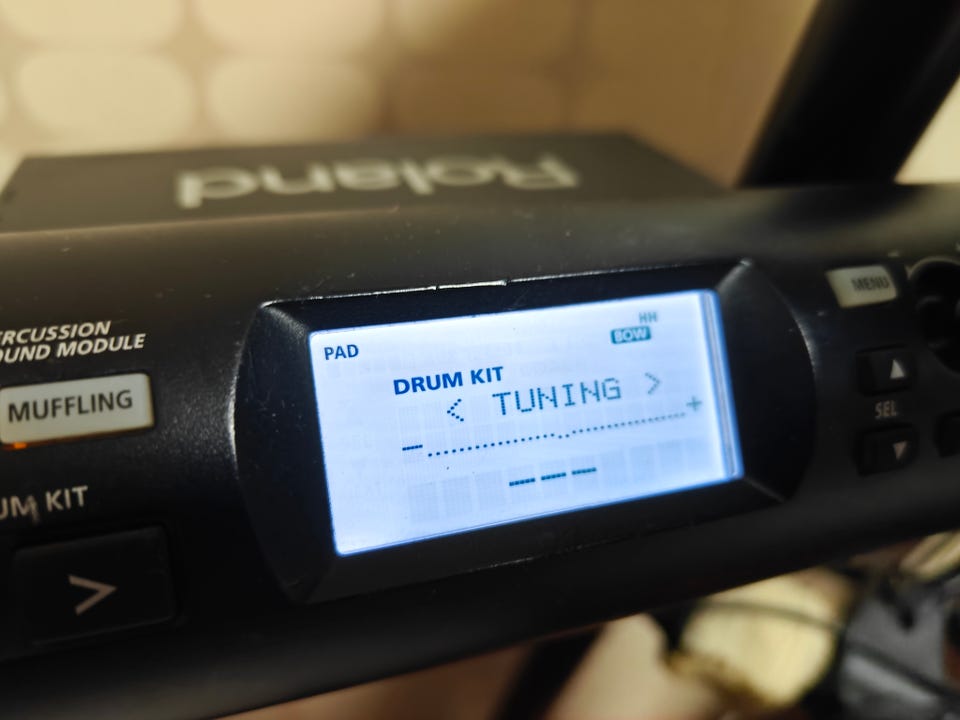 Roland
ERCUSSION
OUND MODULE
MUFFLING
UM KIT
>
PAD
HH
BOW
DRUM KIT
< TUNING >
- +
---
MENU
SEL